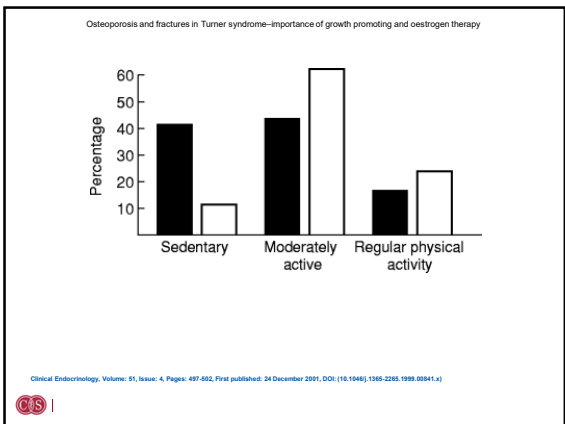 Osteoporosis and fractures in Turner syndrome–importance of growth promoting and oestrogen therapy
60
50
40
30
20
10
Percentage
Sedentary
Moderately
active
Regular physical
activity
Clinical Endocrinology, Volume: 51, Issue: 4, Pages: 497-502, First published: 24 December 2001, DOI: (10.1046/j.1365-2265.1999.00841.x)